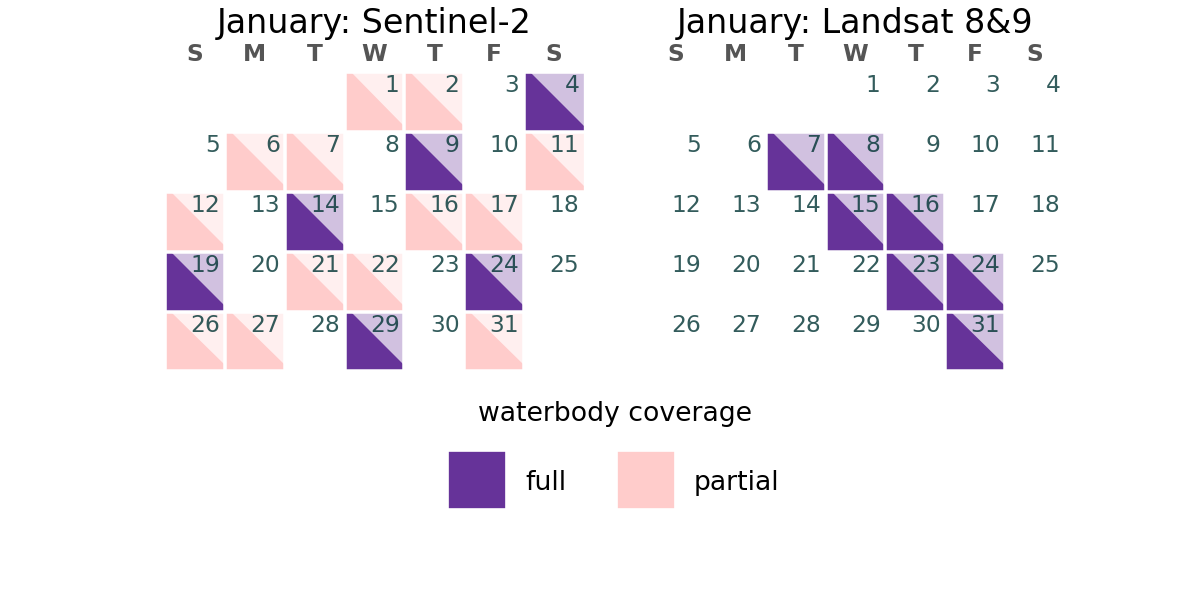 January: Sentinel-2
S M T W T F S
1 2 3 4
5 6 7 8 9 10 11
12 13 14 15 16 17 18
19 20 21 22 23 24 25
26 27 28 29 30 31
January: Landsat 8&9
S M T W T F S
1 2 3 4
5 6 7 8 9 10 11
12 13 14 15 16 17 18
19 20 21 22 23 24 25
26 27 28 29 30 31
waterbody coverage
full partial